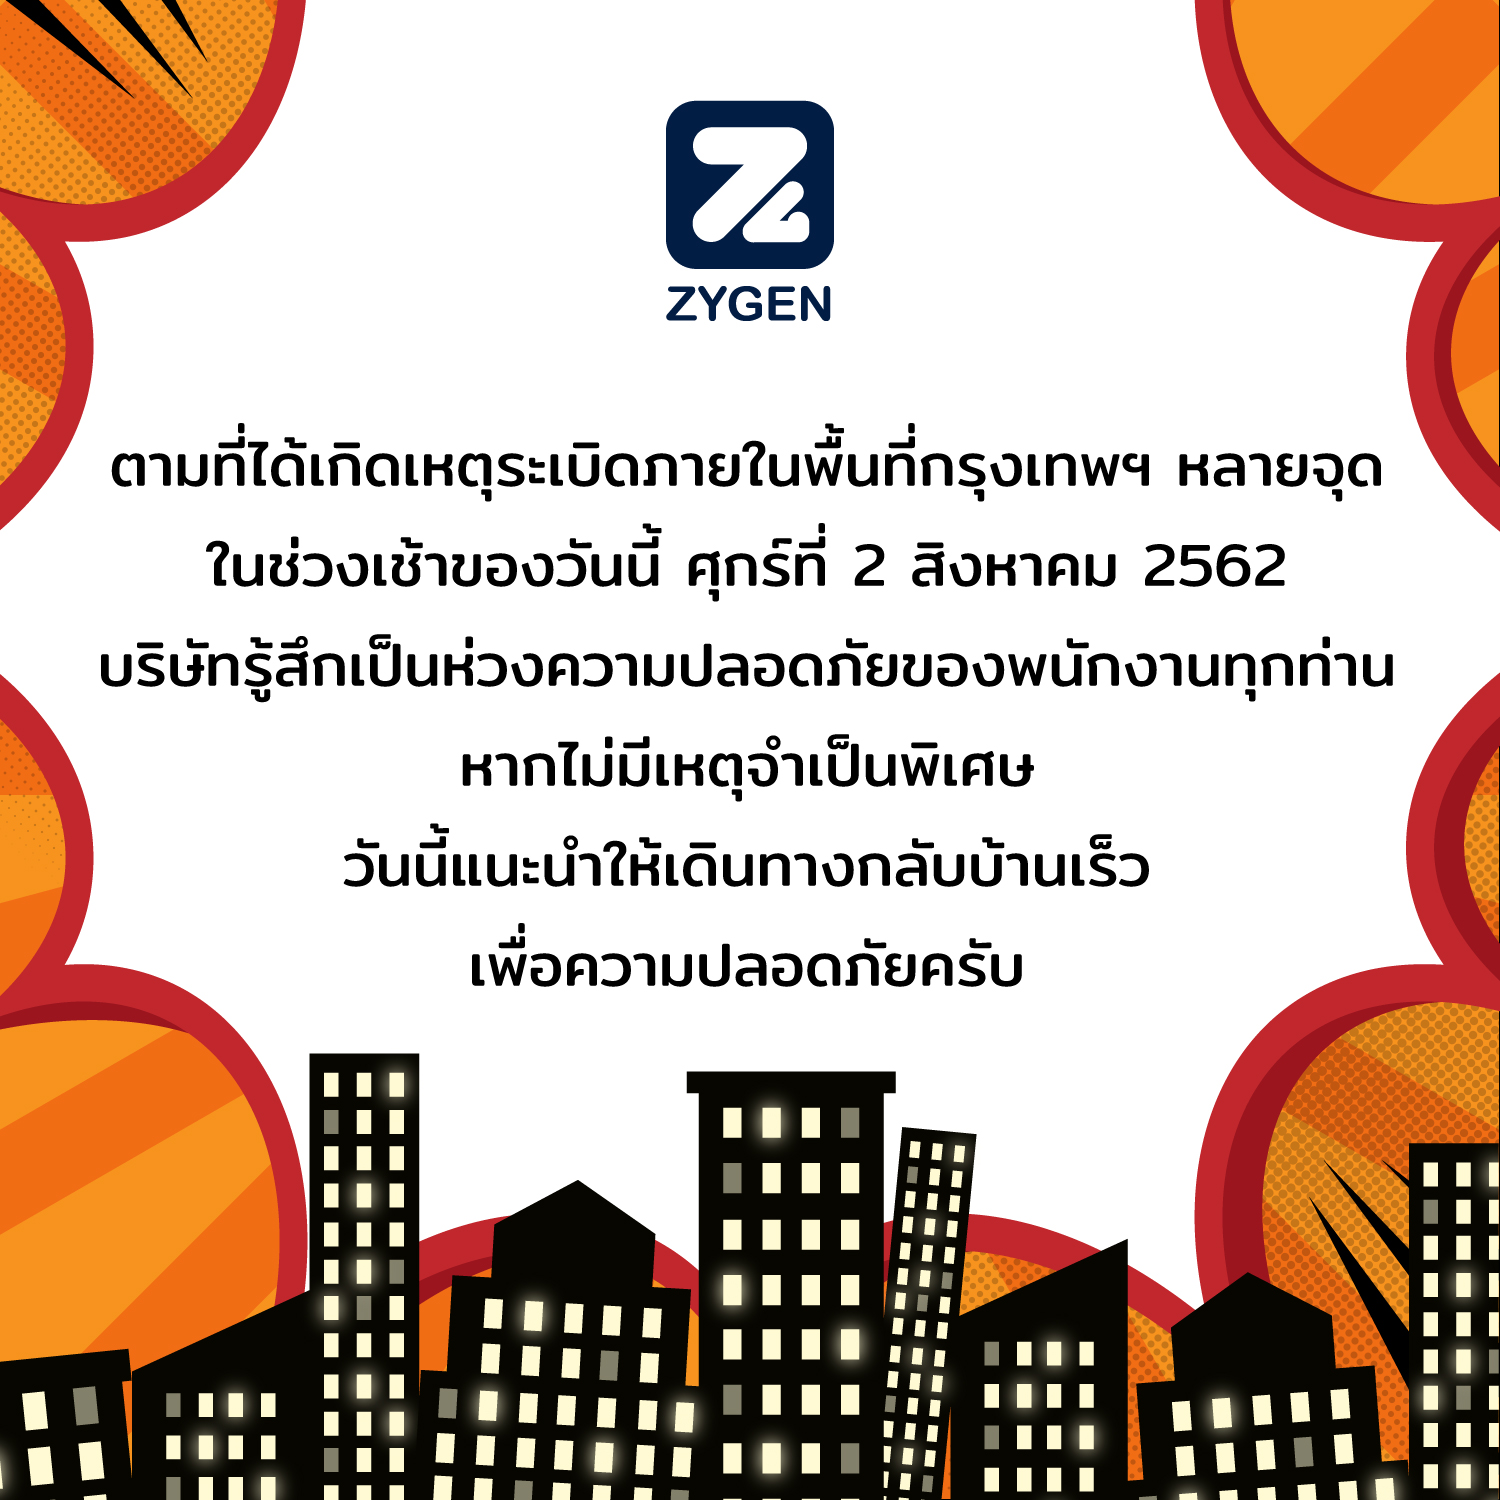 ZYGEN
ตามที่ได้เกิดเหตุระเบิดภายในพื้นที่กรุงเทพฯ หลายจุด
ในช่วงเช้าของวันนี้ ศุกร์ที่ 2 สิงหาคม 2562
บริษัทรู้สึกเป็นห่วงความปลอดภัยของพนักงานทุกท่าน
หากไม่มีเหตุจำเป็นพิเศษ
วันนี้แนะนำให้เดินทางกลับบ้านเร็ว
เพื่อความปลอดภัยครับ